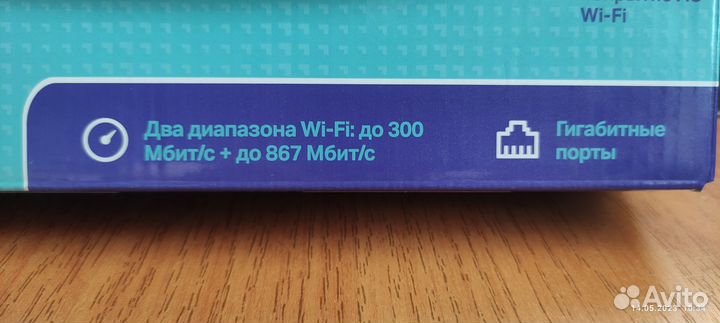 Wi-Fi
Два диапазона Wi-Fi: до 300
Мбит/с + до 867 Мбит/с
Гигабитные
порты
Avito